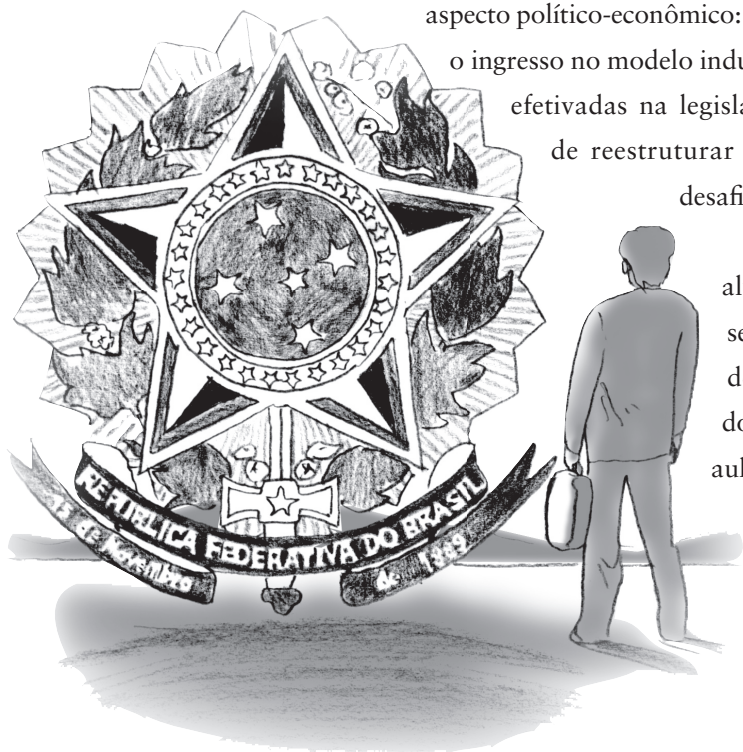 aspecto político-econômico:
o ingresso no modelo indu
efetivadas na legisla
de reestruturar
desafi
al
se
d
do
aul
REPUBLICA FEDERATIVA DO BRASIL
de Novembro
de 1889